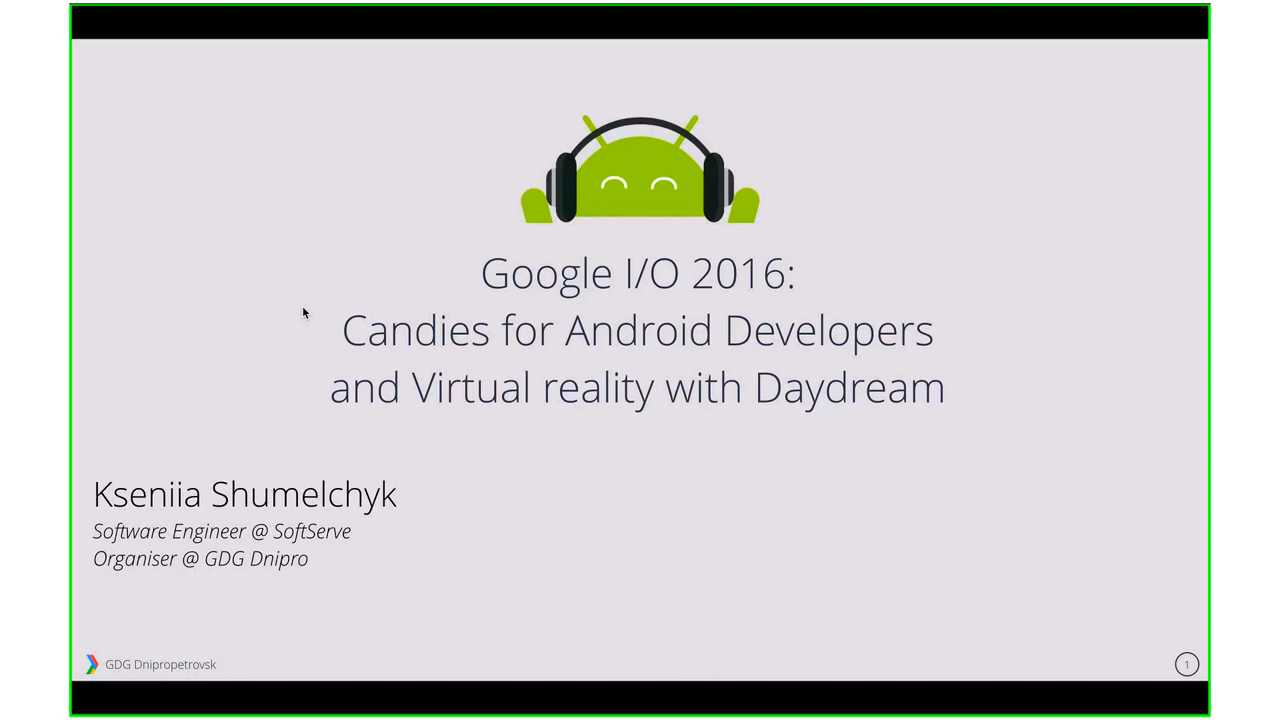 Google I/O 2016:
Candies for Android Developers
and Virtual reality with Daydream
Kseniia Shumelchyk
Software Engineer @ SoftServe
Organiser @ GDG Dnipro
GDG Dnipropetrovsk
1